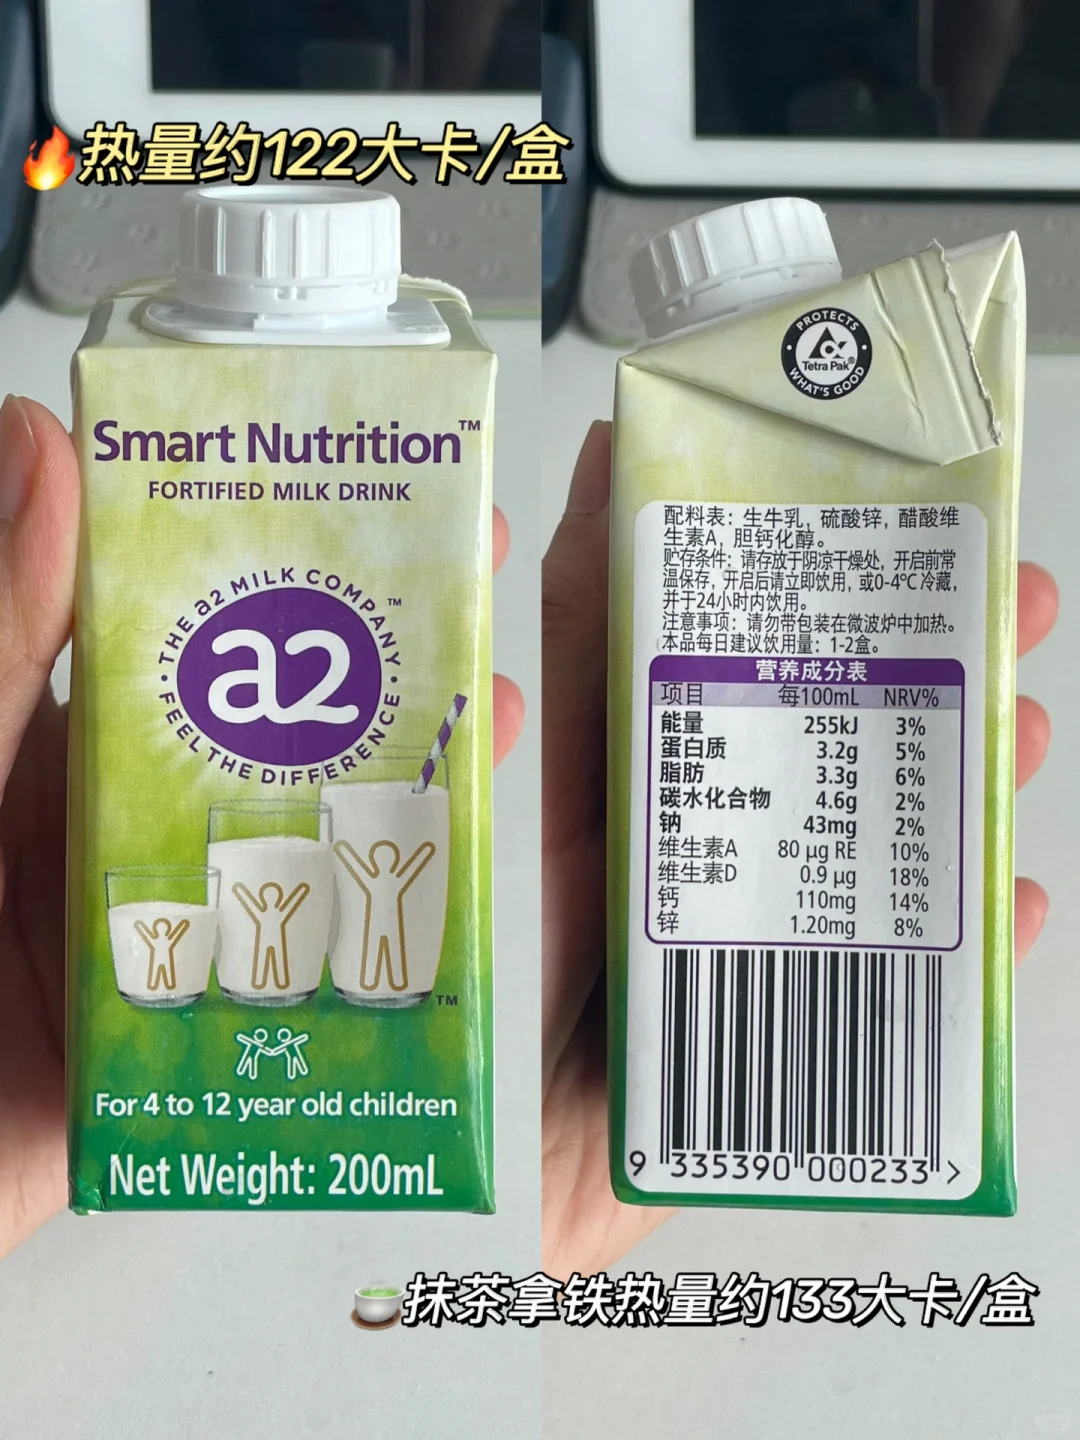 🔥热量约122大卡/盒
Smart Nutrition™
FORTIFIED MILK DRINK
THE a2 MILK COMPANY™
a2
FEEL THE DIFFERENCE
™
For 4 to 12 year old children
Net Weight: 200mL
PROTECTS
Tetra Pak®
WHAT'S GOOD
配料表：生牛乳，硫酸锌，醋酸维
生素A，胆钙化醇。
贮存条件：请存放于阴凉干燥处，开启前常
温保存，开启后请立即饮用，或0-4℃ 冷藏，
并于24小时内饮用。
注意事项：请勿带包装在微波炉中加热。
本品每日建议饮用量：1-2盒。
营养成分表
项目 每100mL NRV%
能量 255kJ 3%
蛋白质 3.2g 5%
脂肪 3.3g 6%
碳水化合物 4.6g 2%
钠 43mg 2%
维生素A 80 μg RE 10%
维生素D 0.9 μg 18%
钙 110mg 14%
锌 1.20mg 8%
9 335390 000233 >
🍵抹茶拿铁热量约133大卡/盒